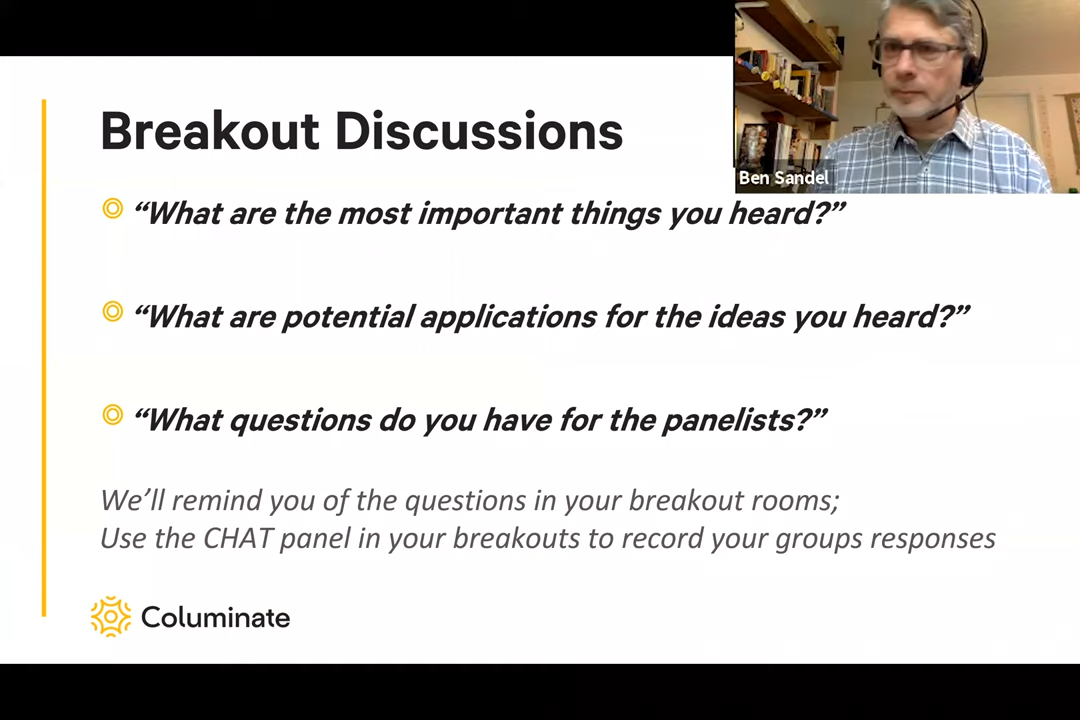 Breakout Discussions
Ben Sandel
“What are the most important things you heard?”
“What are potential applications for the ideas you heard?”
“What questions do you have for the panelists?”
We’ll remind you of the questions in your breakout rooms;
Use the CHAT panel in your breakouts to record your groups responses
Columinate